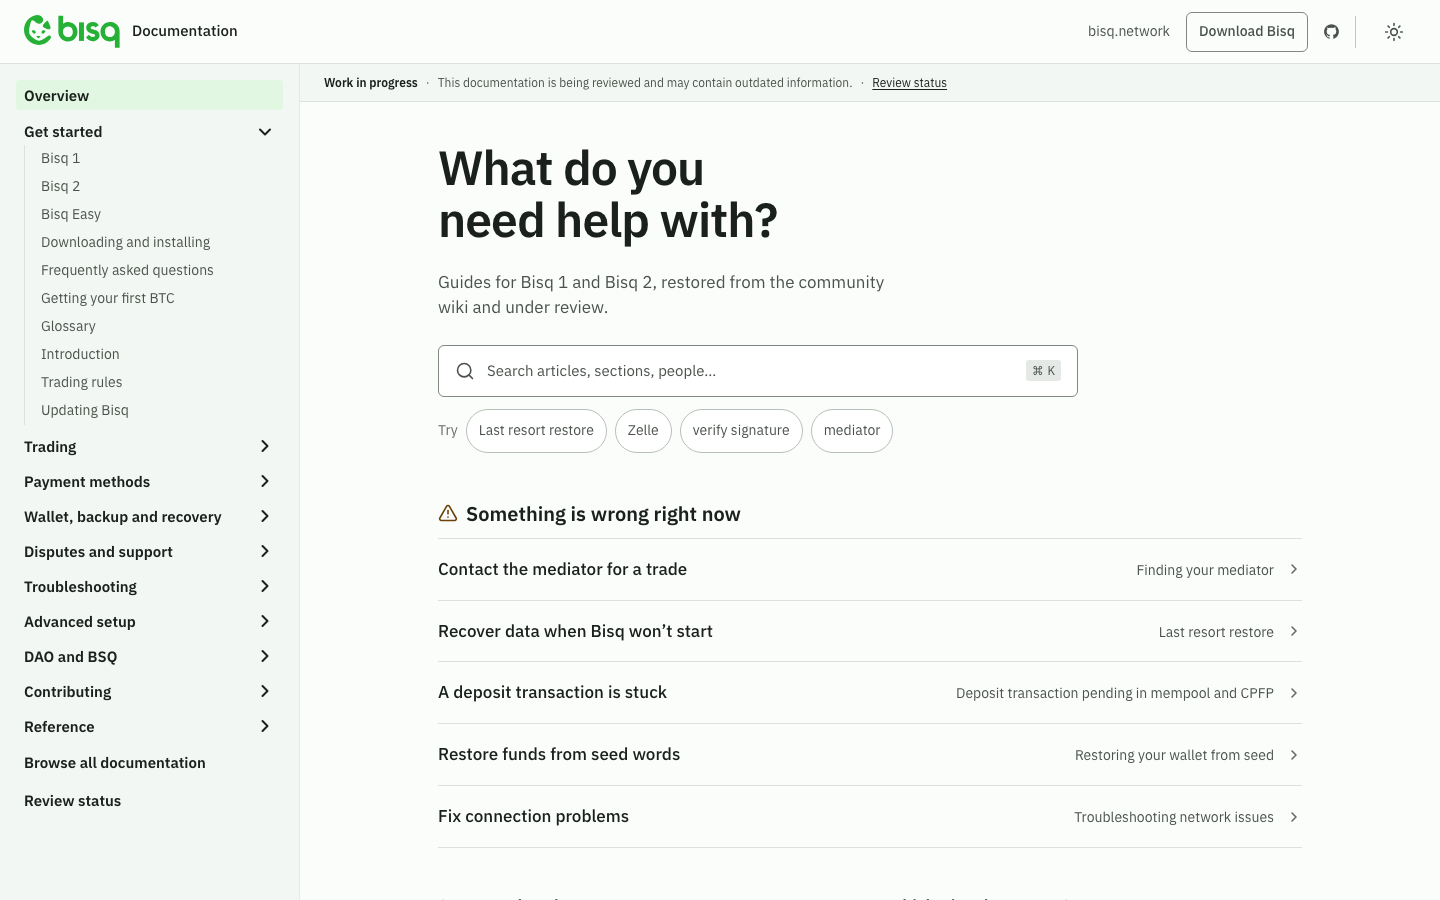 bisq Documentation
bisq.network
Download Bisq
Work in progress · This documentation is being reviewed and may contain outdated information. · Review status
Overview
Get started
Bisq 1
Bisq 2
Bisq Easy
Downloading and installing
Frequently asked questions
Getting your first BTC
Glossary
Introduction
Trading rules
Updating Bisq
Trading
Payment methods
Wallet, backup and recovery
Disputes and support
Troubleshooting
Advanced setup
DAO and BSQ
Contributing
Reference
Browse all documentation
Review status
What do you
need help with?
Guides for Bisq 1 and Bisq 2, restored from the community
wiki and under review.
Search articles, sections, people...
⌘ K
Try Last resort restore Zelle verify signature mediator
Something is wrong right now
Contact the mediator for a trade Finding your mediator
Recover data when Bisq won’t start Last resort restore
A deposit transaction is stuck Deposit transaction pending in mempool and CPFP
Restore funds from seed words Restoring your wallet from seed
Fix connection problems Troubleshooting network issues